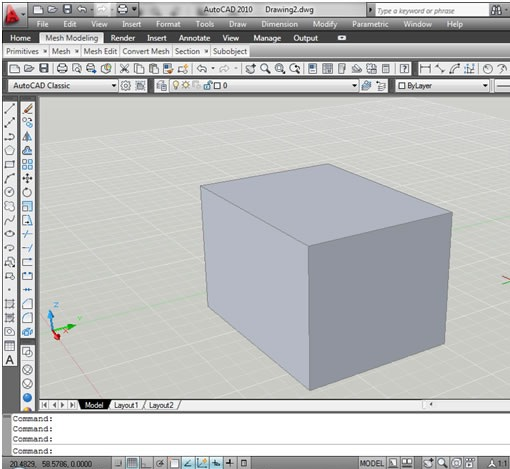 AutoCAD 2010 Drawing2.dwg Type a keyword or phrase
File Edit View Insert Format Tools Draw Dimension Modify Parametric Window Help
Home Mesh Modeling Render Insert Annotate View Manage Output
Primitives » Mesh » Mesh Edit Convert Mesh Section » Subobject
AutoCAD Classic 0 ByLayer
Z
Y
X
A
Model Layout1 Layout2
Command:
Command:
Command:
Command:
20.4829, 58.5786, 0.0000 MODEL 1:1